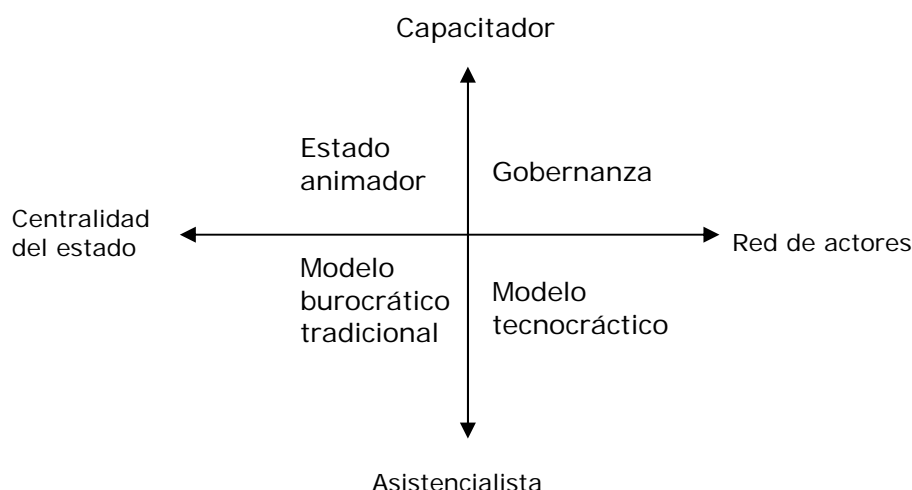 Capacitador
Estado
animador
Gobernanza
Centralidad
del estado
Red de actores
Modelo
burocrático
tradicional
Modelo
tecnocráctico
Asistencialista